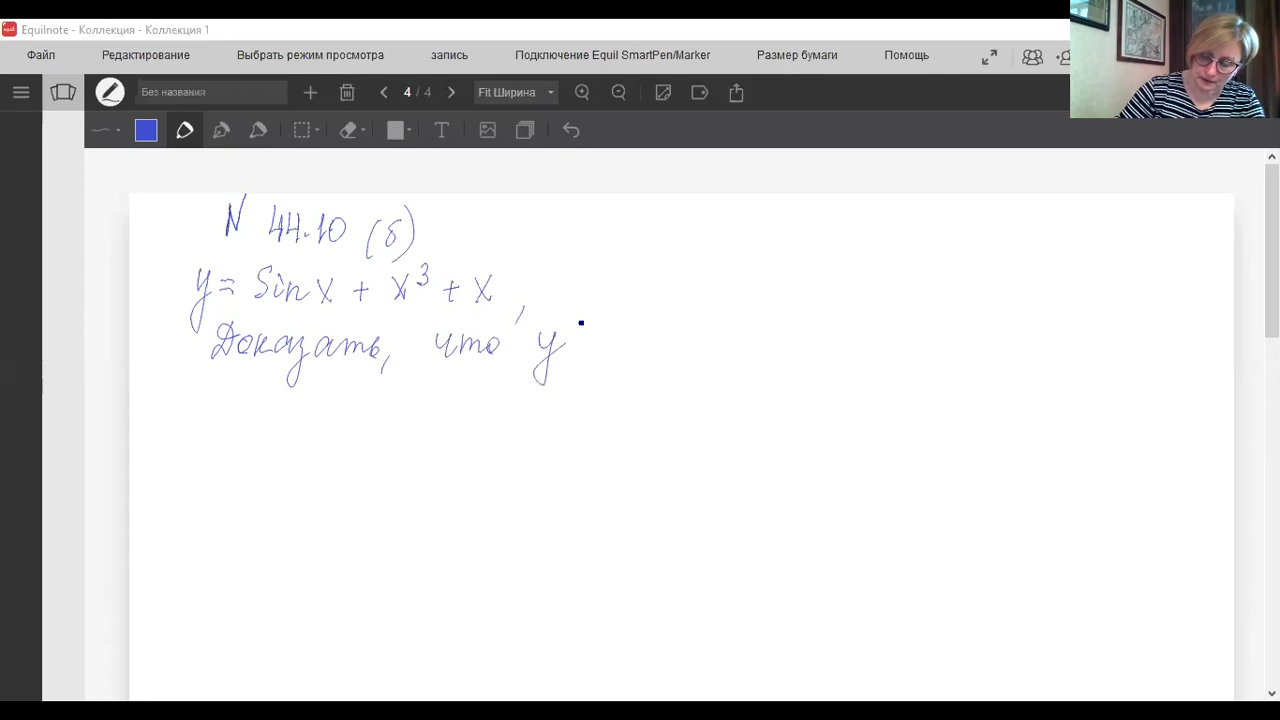 Equilnote - Коллекция - Коллекция 1
Файл Редактирование Выбрать режим просмотра запись Подключение Equil SmartPen/Marker Размер бумаги Помощь
Без названия 4 / 4 Fit Ширина
N 44.10 (б)
y = Sin x + x³ + x ,
Доказать, что y